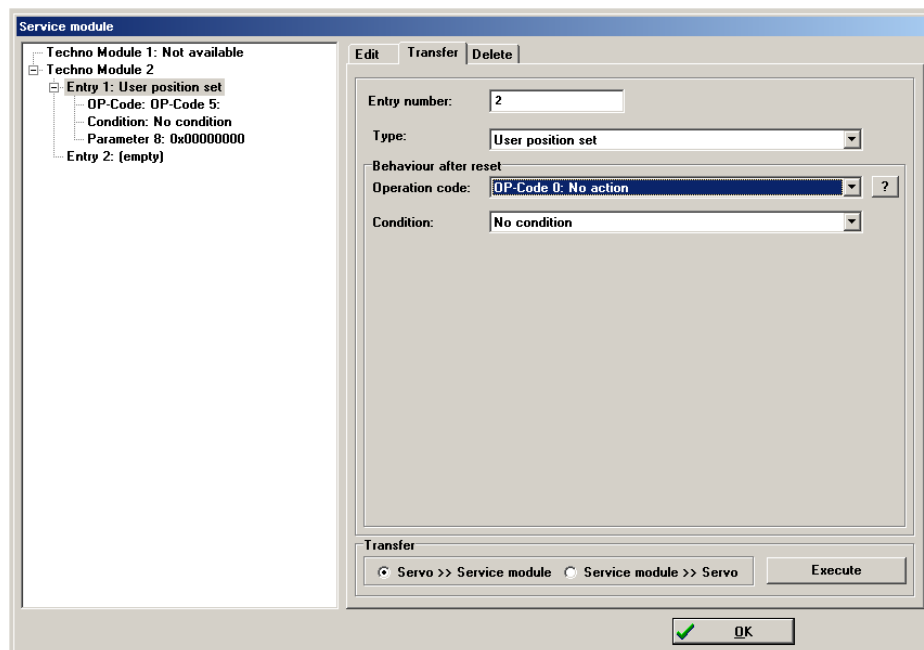 Service module
Techno Module 1: Not available
Techno Module 2
Entry 1: User position set
OP-Code: OP-Code 5:
Condition: No condition
Parameter 8: 0x00000000
Entry 2: (empty)
Edit Transfer Delete
Entry number: 2
Type: User position set
Behaviour after reset
Operation code: OP-Code 0: No action ?
Condition: No condition
Transfer
Servo >> Service module Service module >> Servo Execute
OK